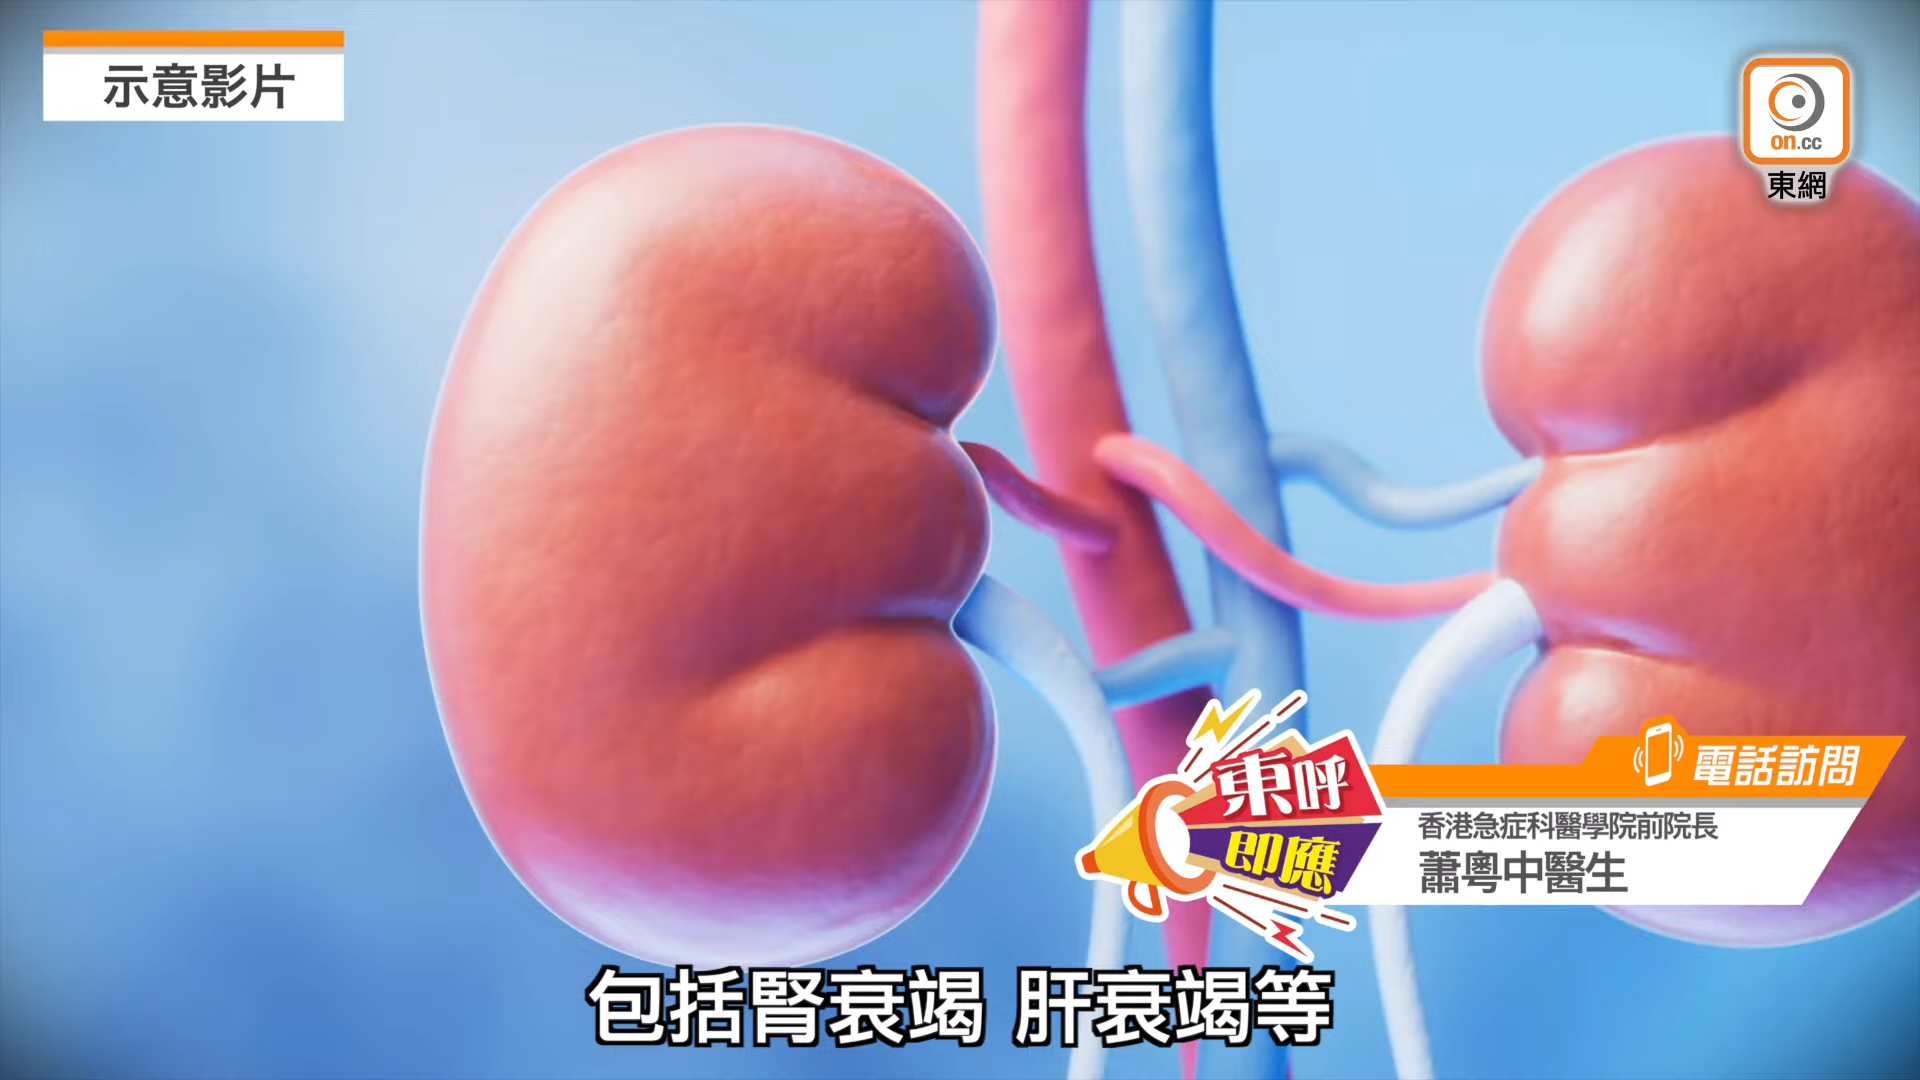 示意影片
on.cc
東網
東呼
即應
電話訪問
香港急症科醫學院前院長
蕭粵中醫生
包括腎衰竭 肝衰竭等